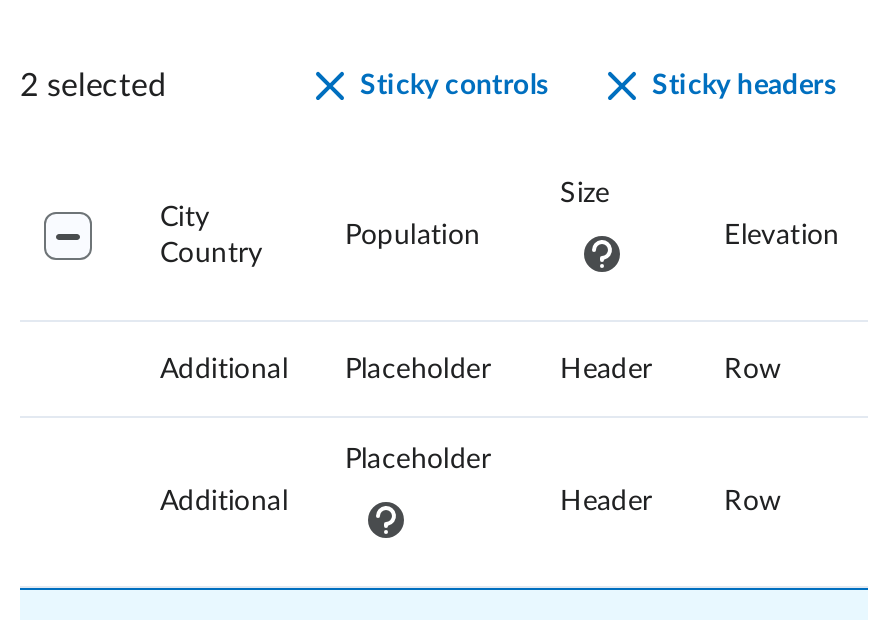 2 selected Sticky controls Sticky headers
City
Country
Population
Size
Elevation
Additional Placeholder Header Row
Additional
Placeholder
Header Row